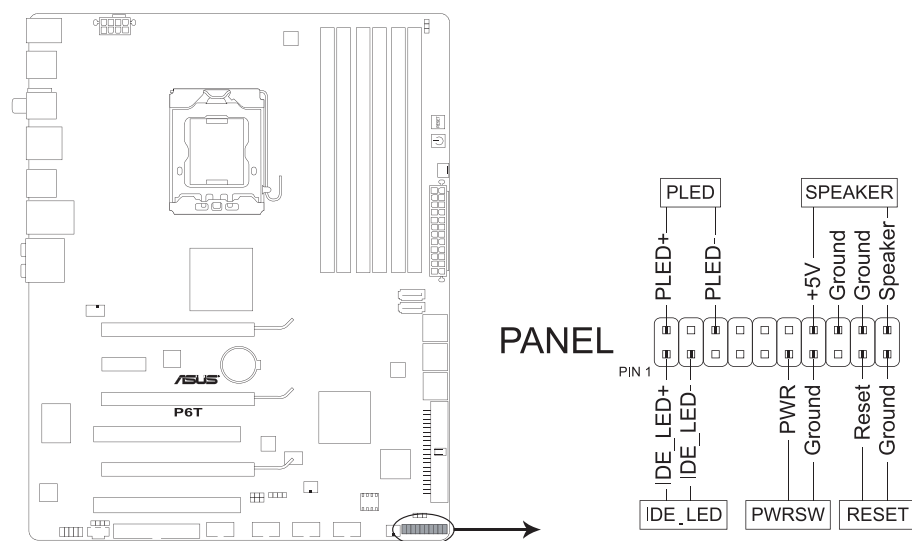 RESET
ASUS
P6T
PANEL
PIN 1
PLED
SPEAKER
PLED+
PLED-
+5V
Ground
Ground
Speaker
IDE_LED+
IDE_LED-
PWR
Ground
Reset
Ground
IDE_LED
PWRSW
RESET